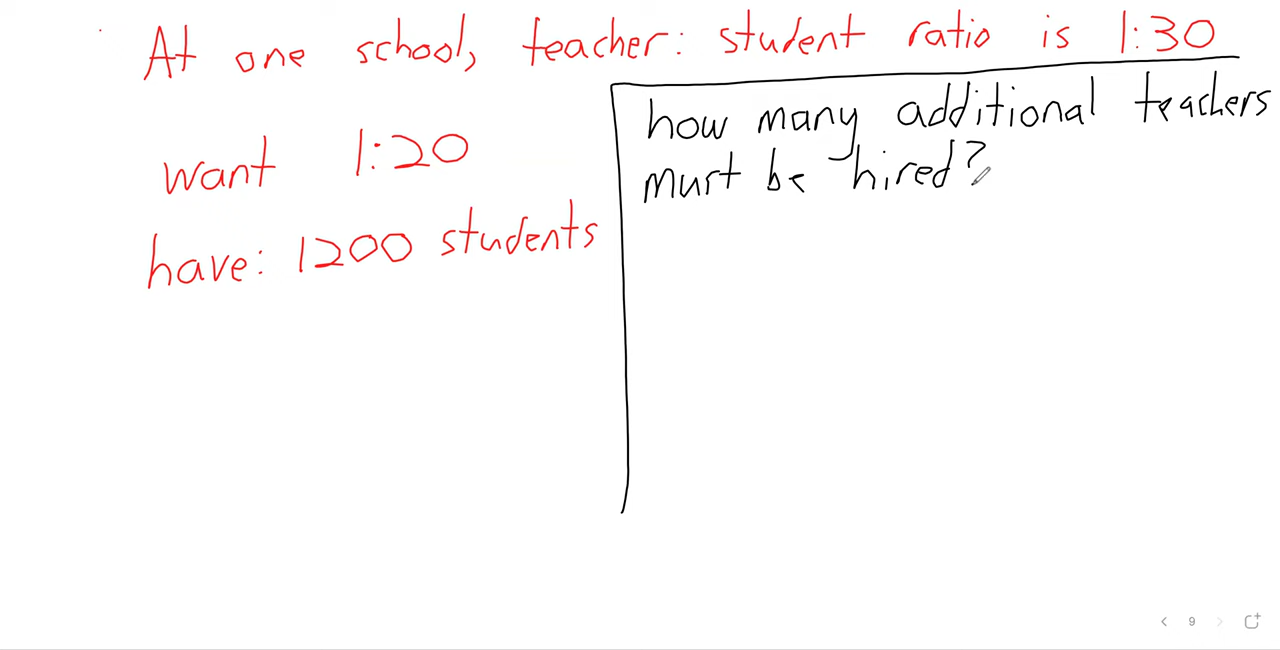 At one school, teacher: student ratio is 1:30
want 1:20
have: 1200 students
how many additional teachers
must be hired?
9